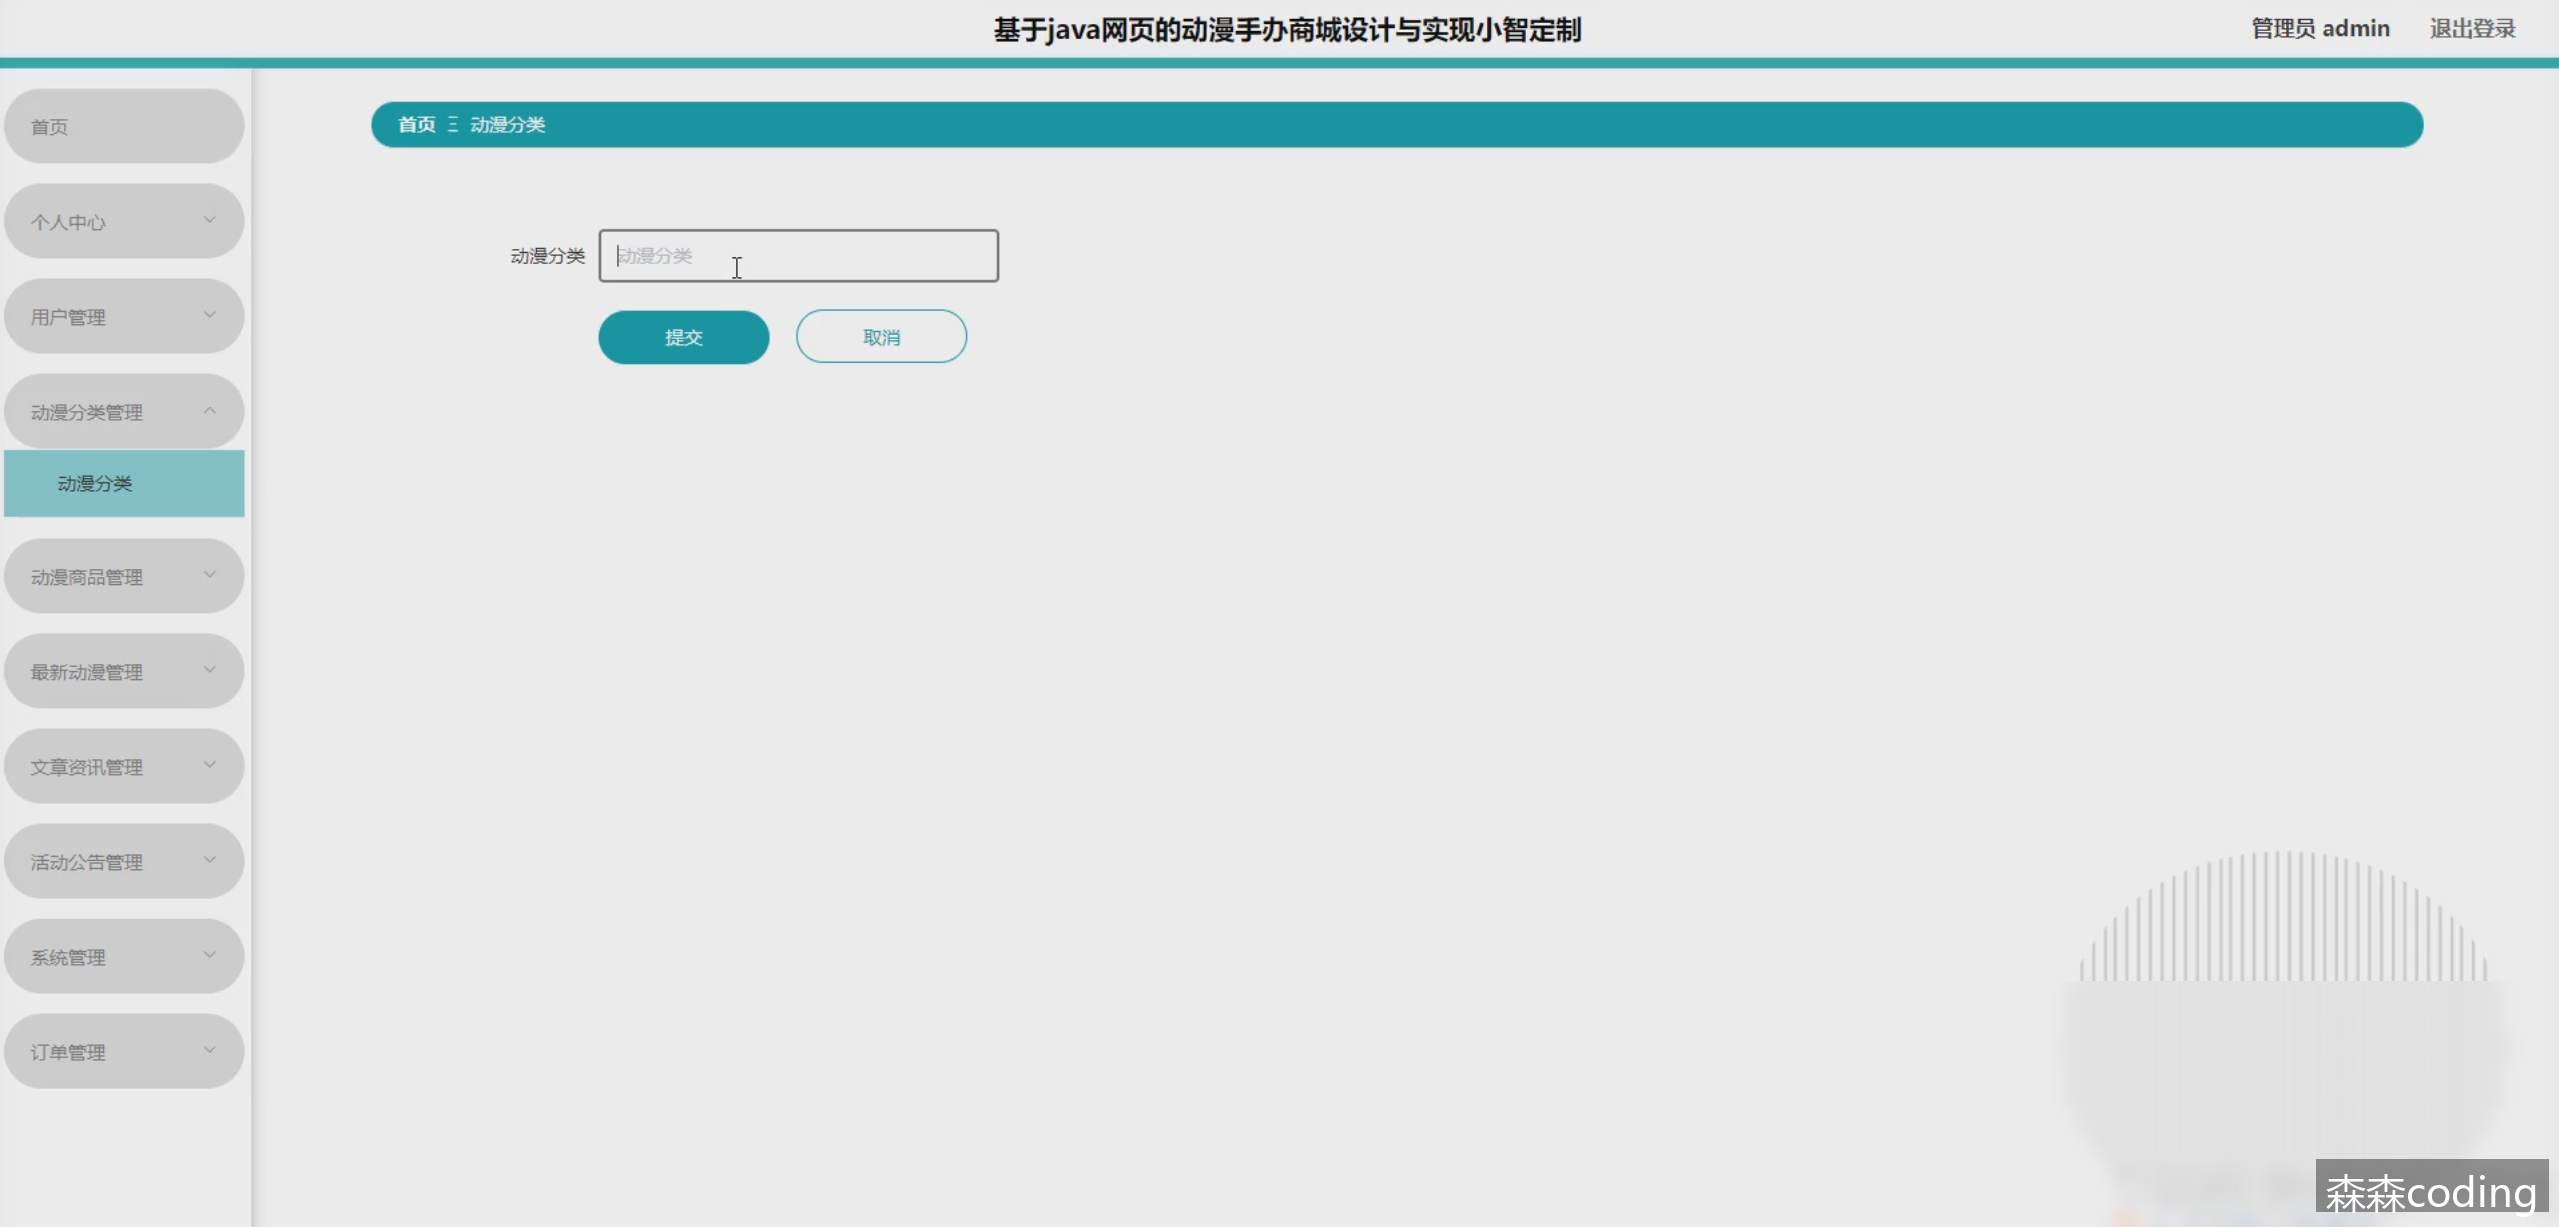 基于java网页的动漫手办商城设计与实现小智定制
管理员 admin
退出登录
首页
个人中心
用户管理
动漫分类管理
动漫分类
动漫商品管理
最新动漫管理
文章资讯管理
活动公告管理
系统管理
订单管理
首页 Ξ 动漫分类
动漫分类
动漫分类
提交
取消
森森coding